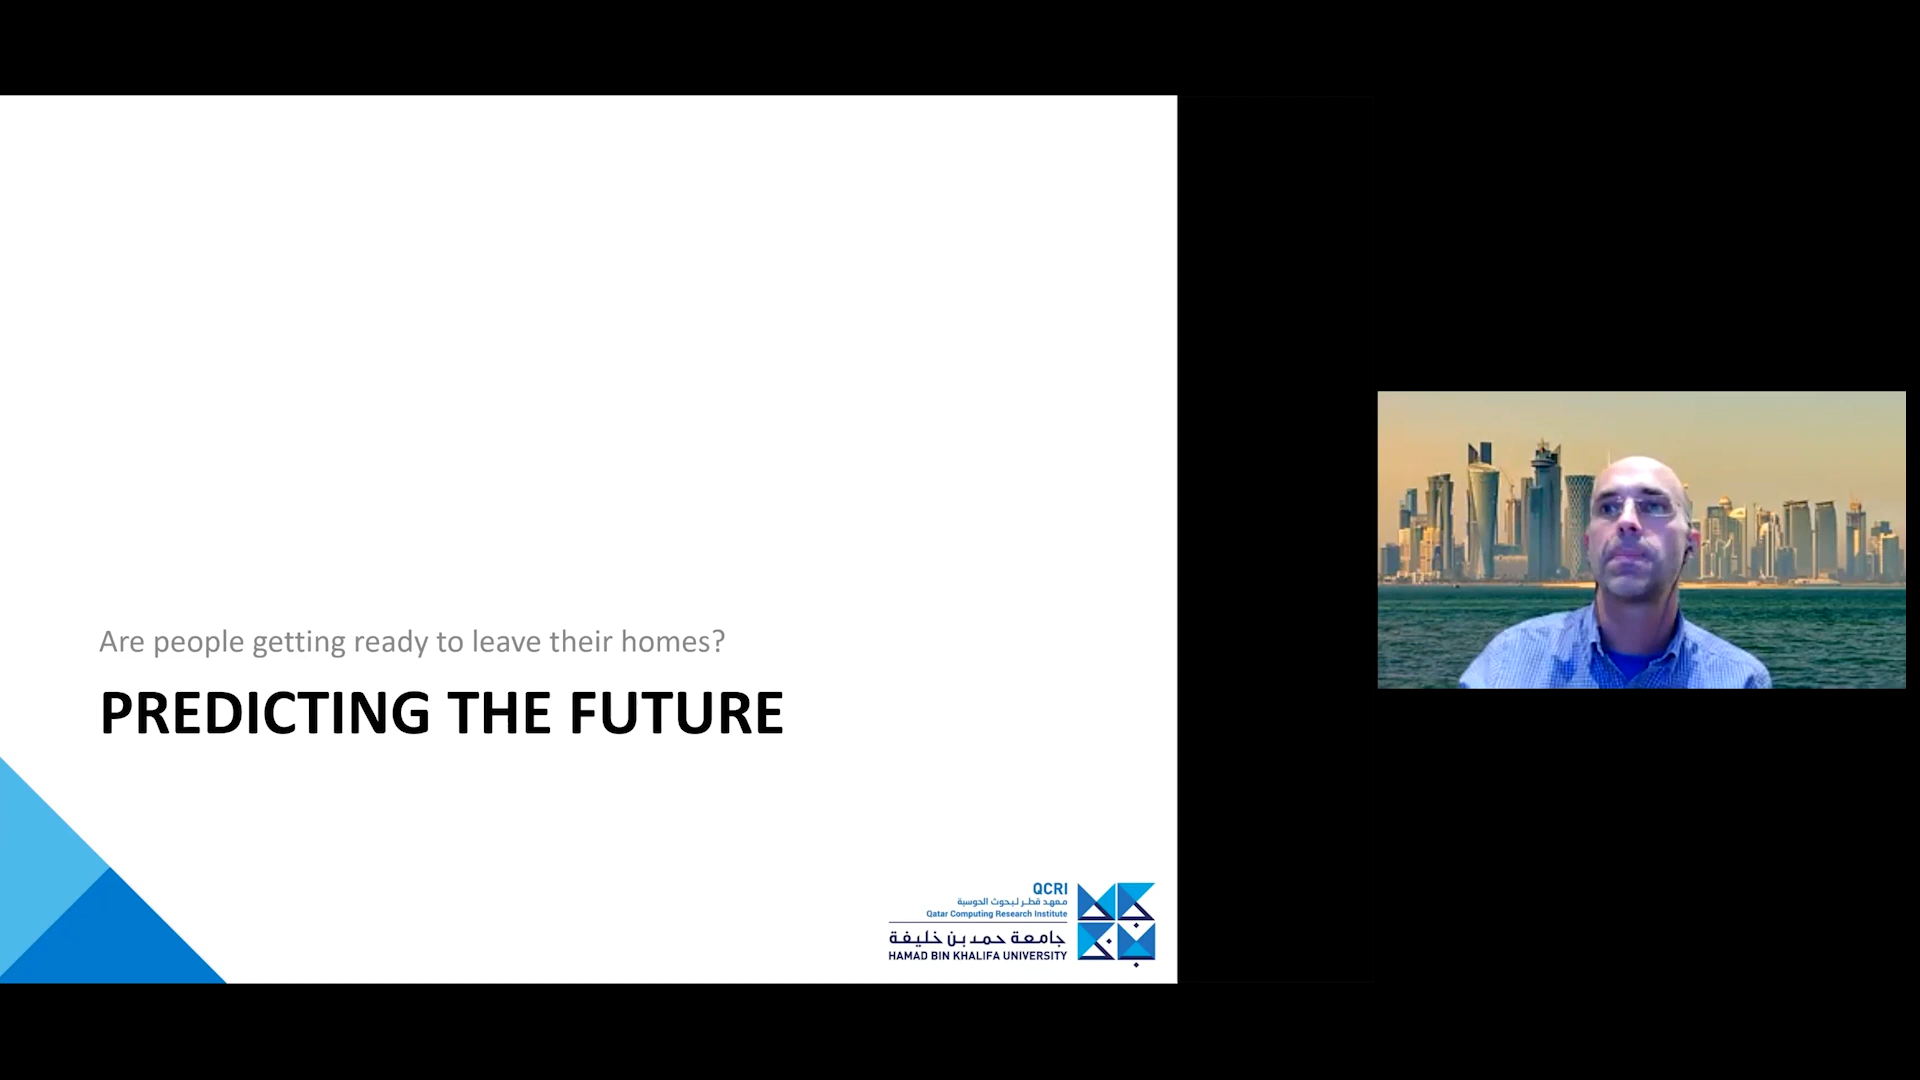 Are people getting ready to leave their homes?
PREDICTING THE FUTURE
QCRI
معهد قطر لبحوث الحوسبة
Qatar Computing Research Institute
جامعة حمد بن خليفة
HAMAD BIN KHALIFA UNIVERSITY